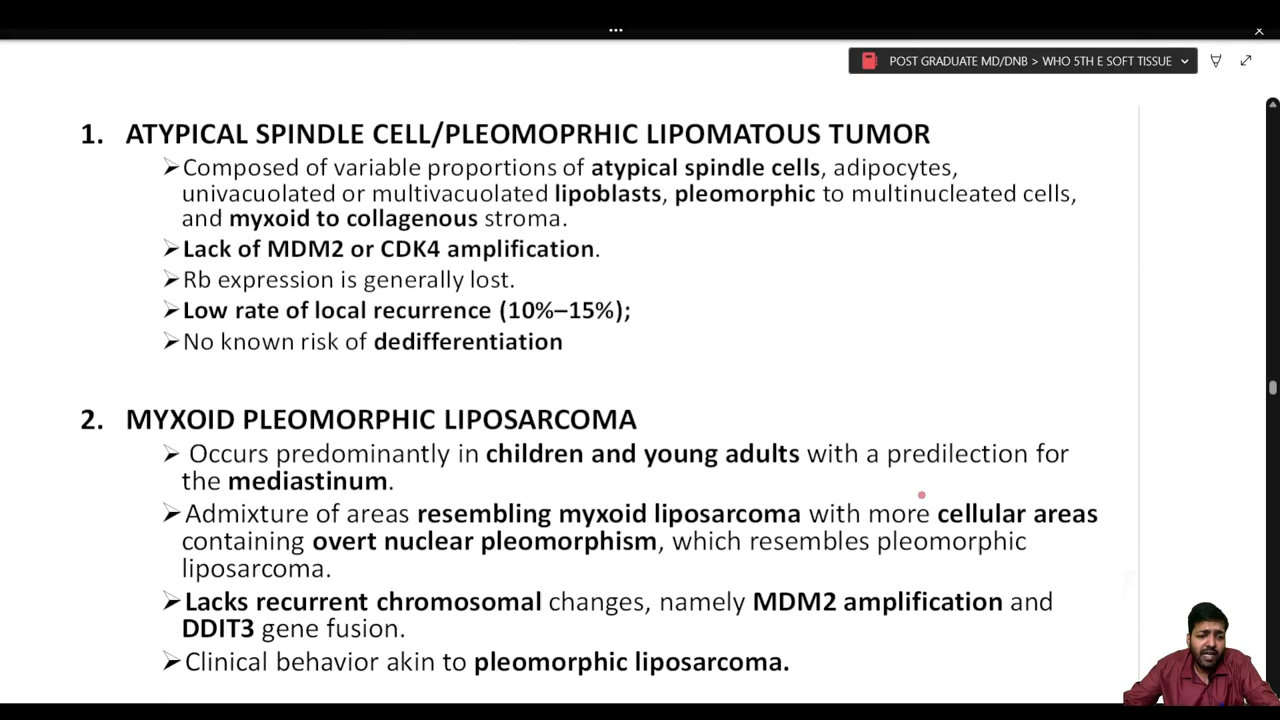 ...
POST GRADUATE MD/DNB > WHO 5TH E SOFT TISSUE
1. ATYPICAL SPINDLE CELL/PLEOMOPRHIC LIPOMATOUS TUMOR
➢Composed of variable proportions of atypical spindle cells, adipocytes,
univacuolated or multivacuolated lipoblasts, pleomorphic to multinucleated cells,
and myxoid to collagenous stroma.
➢Lack of MDM2 or CDK4 amplification.
➢Rb expression is generally lost.
➢Low rate of local recurrence (10%–15%);
➢No known risk of dedifferentiation
2. MYXOID PLEOMORPHIC LIPOSARCOMA
➢ Occurs predominantly in children and young adults with a predilection for
the mediastinum.
➢Admixture of areas resembling myxoid liposarcoma with more cellular areas
containing overt nuclear pleomorphism, which resembles pleomorphic
liposarcoma.
➢Lacks recurrent chromosomal changes, namely MDM2 amplification and
DDIT3 gene fusion.
➢Clinical behavior akin to pleomorphic liposarcoma.